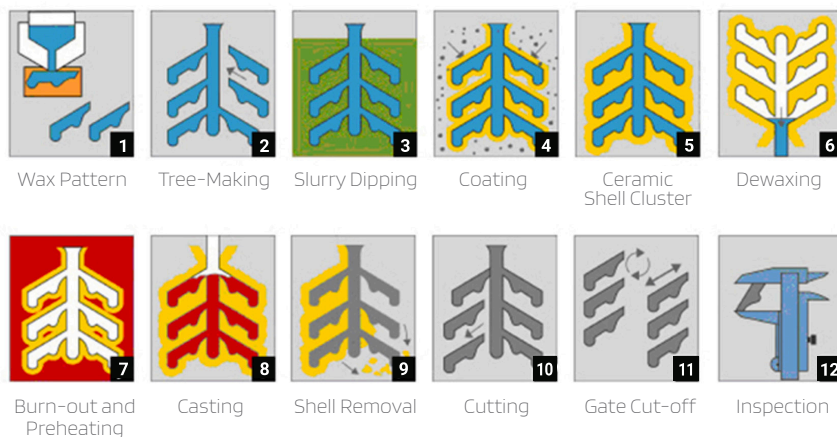 1
Wax Pattern
2
Tree-Making
3
Slurry Dipping
4
Coating
5
Ceramic
Shell Cluster
6
Dewaxing
7
Burn-out and
Preheating
8
Casting
9
Shell Removal
10
Cutting
11
Gate Cut-off
12
Inspection